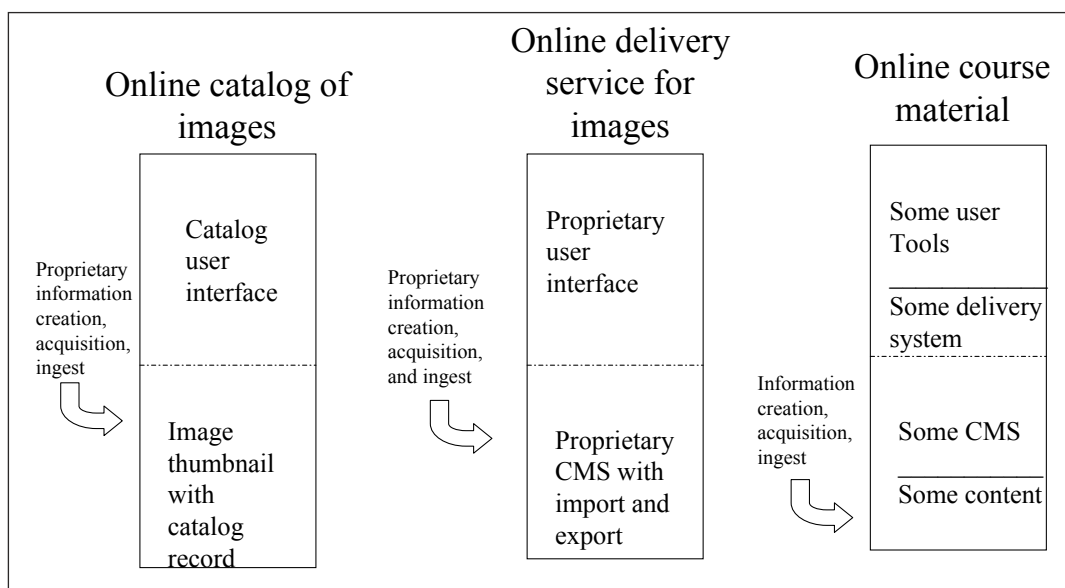 Online catalog of
images
Proprietary
information
creation,
acquisition,
ingest
Catalog
user
interface
Image
thumbnail
with
catalog
record
Online delivery
service for
images
Proprietary
information
creation,
acquisition,
and ingest
Proprietary
user
interface
Proprietary
CMS with
import and
export
Online course
material
Information
creation,
acquisition,
ingest
Some user
Tools
Some delivery
system
Some CMS
Some content